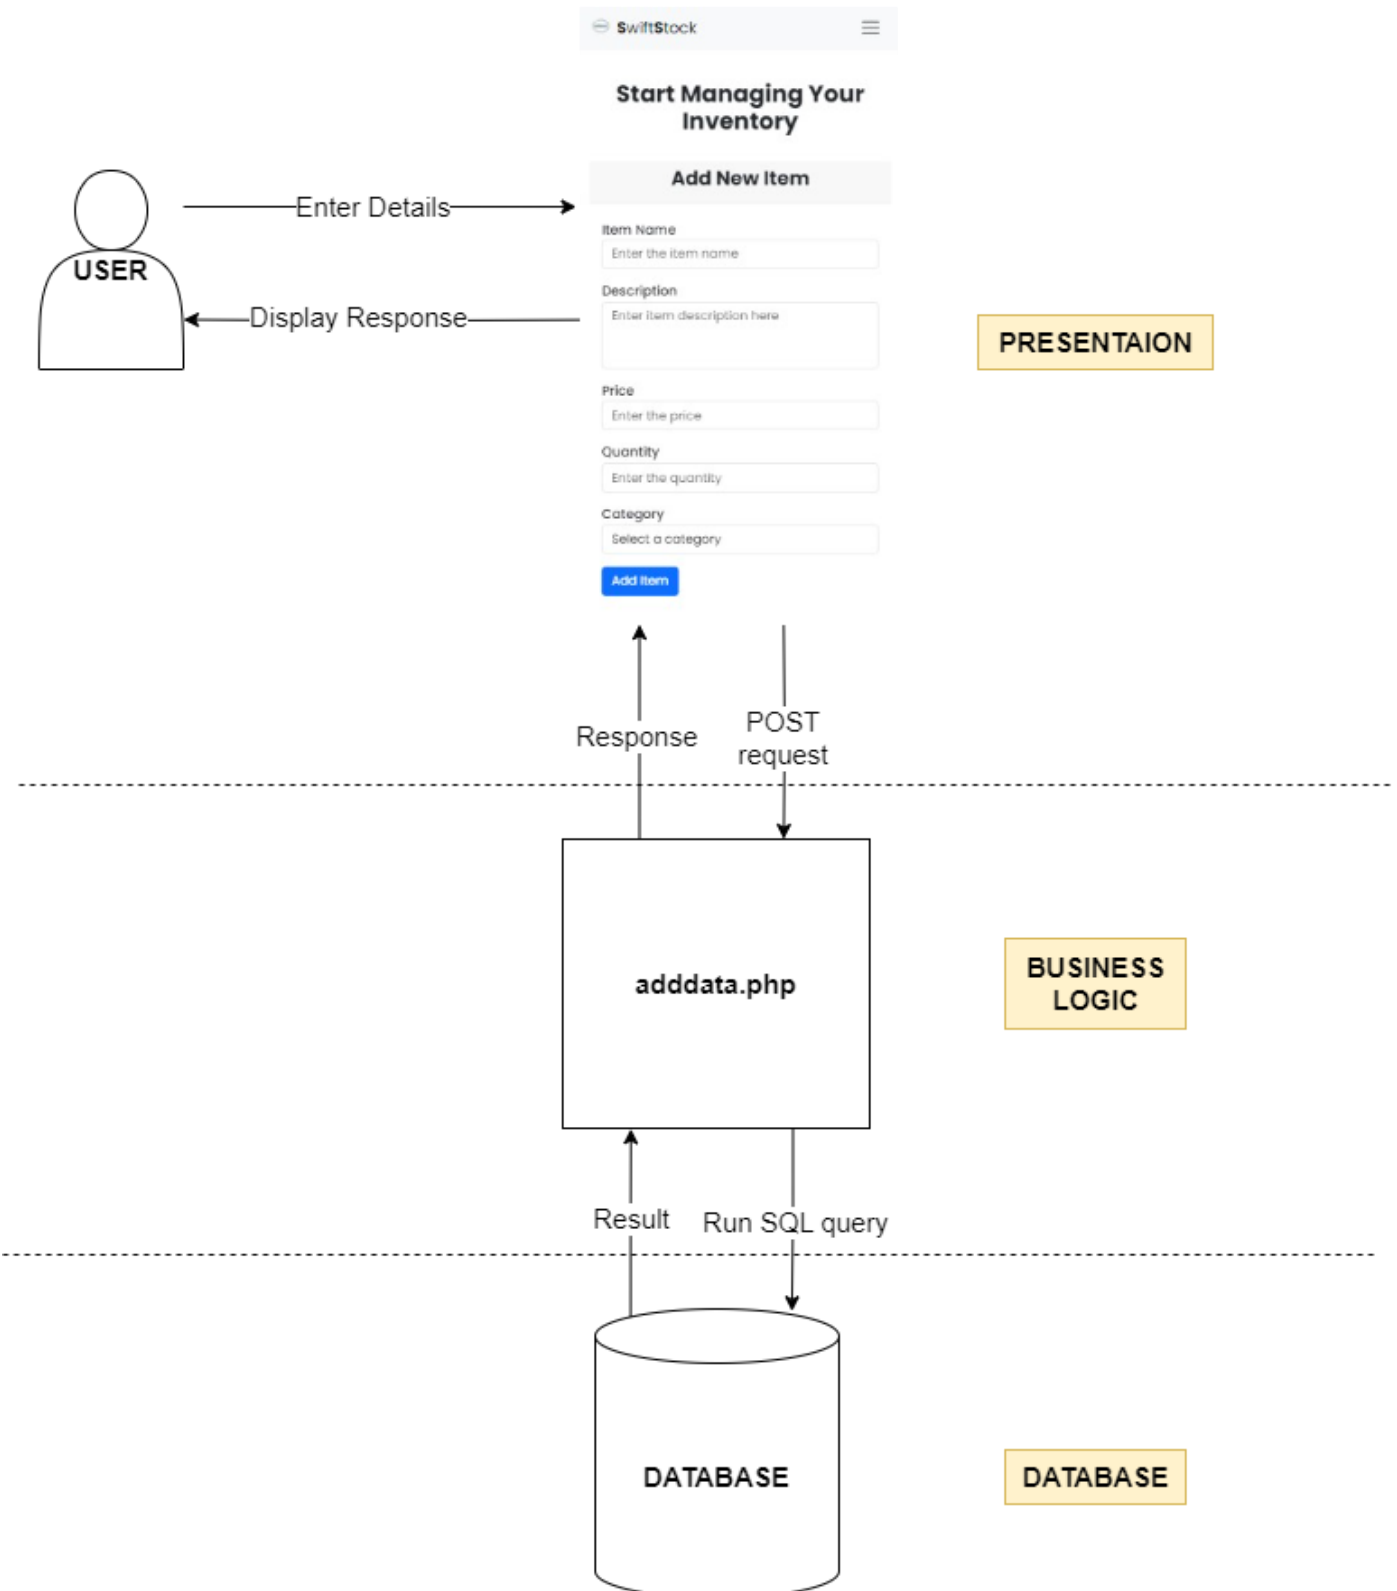 SwiftStock
Start Managing Your
Inventory
Add New Item
Enter Details
Item Name
Enter the item name
USER
Description
Enter item description here
Display Response
PRESENTAION
Price
Enter the price
Quantity
Enter the quantity
Category
Select a category
Add Item
Response
POST
request
adddata.php
BUSINESS
LOGIC
Result
Run SQL query
DATABASE
DATABASE